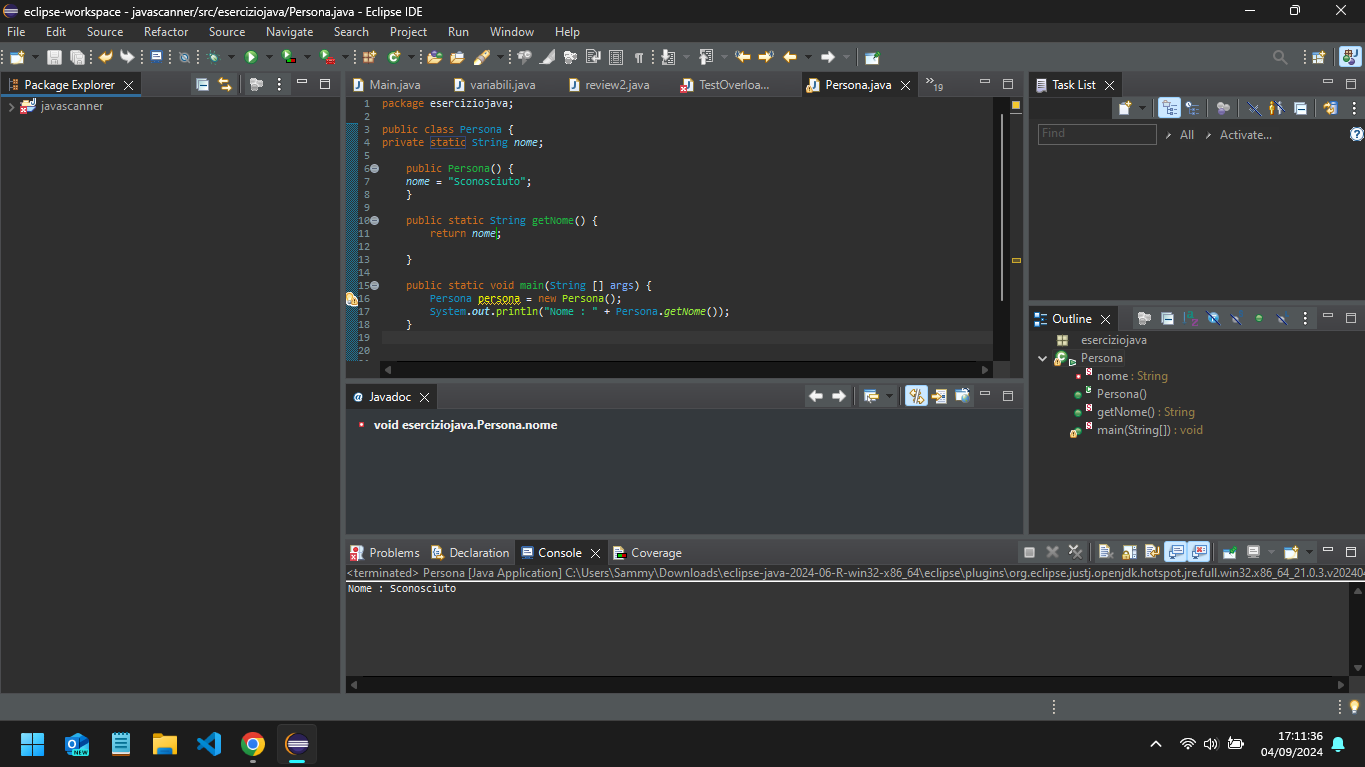 eclipse-workspace - javascanner/src/eserciziojava/Persona.java - Eclipse IDE
File Edit Source Refactor Source Navigate Search Project Run Window Help
Package Explorer
javascanner
Main.java variabili.java review2.java TestOverloa... Persona.java »19
1 package eserciziojava;
2
3 public class Persona {
4 private static String nome;
5
6 public Persona() {
7 nome = "Sconosciuto";
8 }
9
10 public static String getNome() {
11 return nome;
12
13 }
14
15 public static void main(String [] args) {
16 Persona persona = new Persona();
17 System.out.println("Nome : " + Persona.getNome());
18 }
19
20
Javadoc
void eserciziojava.Persona.nome
Task List
Find All Activate...
Outline
eserciziojava
Persona
nome : String
Persona()
getNome() : String
main(String[]) : void
Problems Declaration Console Coverage
<terminated> Persona [Java Application] C:\Users\Sammy\Downloads\eclipse-java-2024-06-R-win32-x86_64\eclipse\plugins\org.eclipse.justj.openjdk.hotspot.jre.full.win32.x86_64_21.0.3.v20240
Nome : Sconosciuto
NEW
17:11:36
04/09/2024